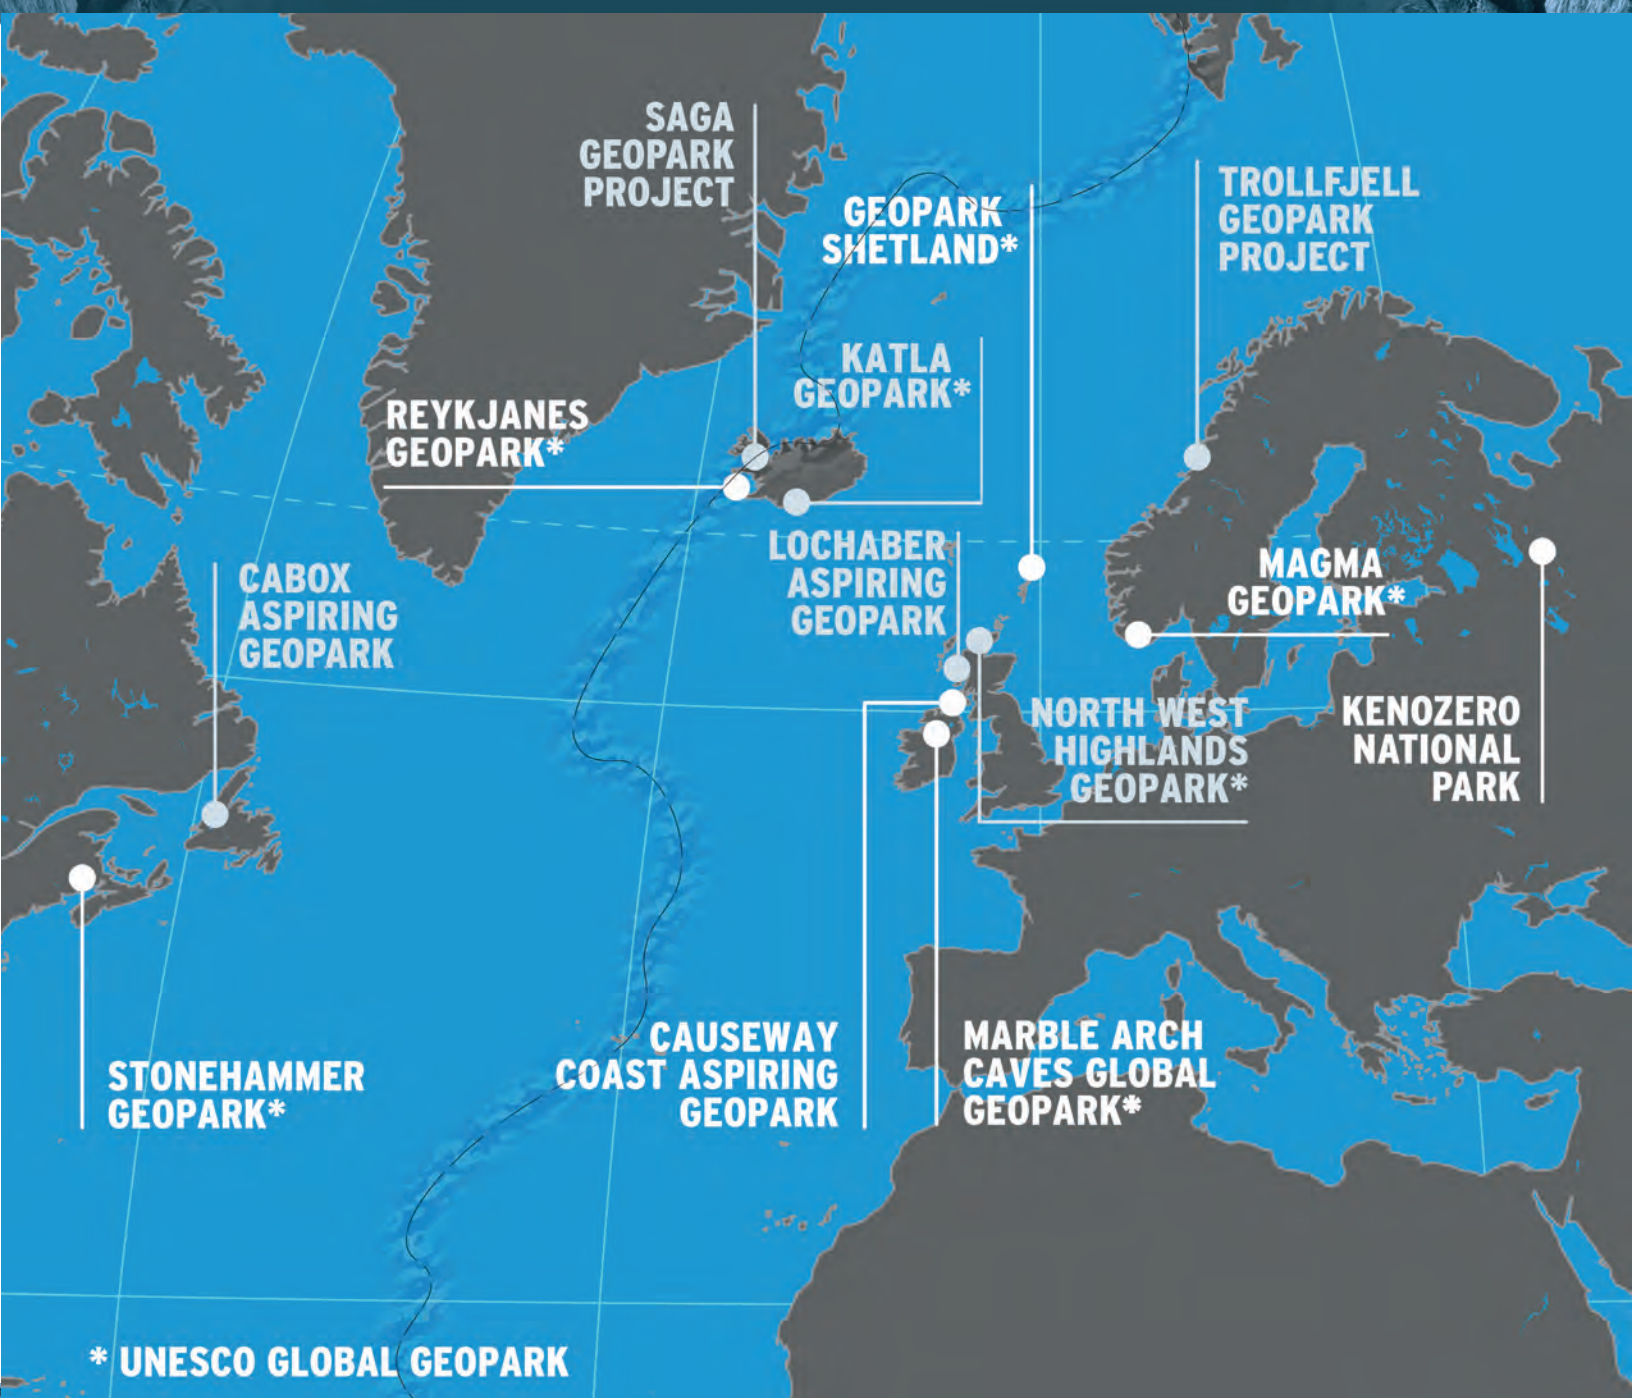 SAGA
GEOPARK
PROJECT
GEOPARK
SHETLAND*
TROLLFJELL
GEOPARK
PROJECT
KATLA
GEOPARK*
REYKJANES
GEOPARK*
LOCHABER
ASPIRING
GEOPARK
MAGMA
GEOPARK*
CABOX
ASPIRING
GEOPARK
NORTH WEST
HIGHLANDS
GEOPARK*
KENOZERO
NATIONAL
PARK
CAUSEWAY
COAST ASPIRING
GEOPARK
MARBLE ARCH
CAVES GLOBAL
GEOPARK*
STONEHAMMER
GEOPARK*
* UNESCO GLOBAL GEOPARK